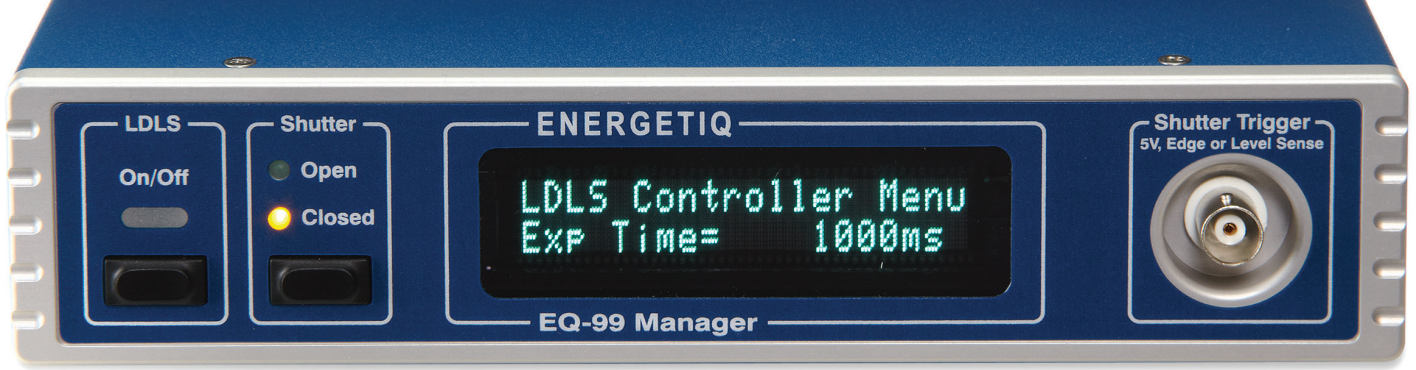 LDLS
On/Off
Shutter
Open
Closed
ENERGETIQ
LDLS Controller Menu
Exp Time=    1000ms
EQ-99 Manager
Shutter Trigger
5V, Edge or Level Sense